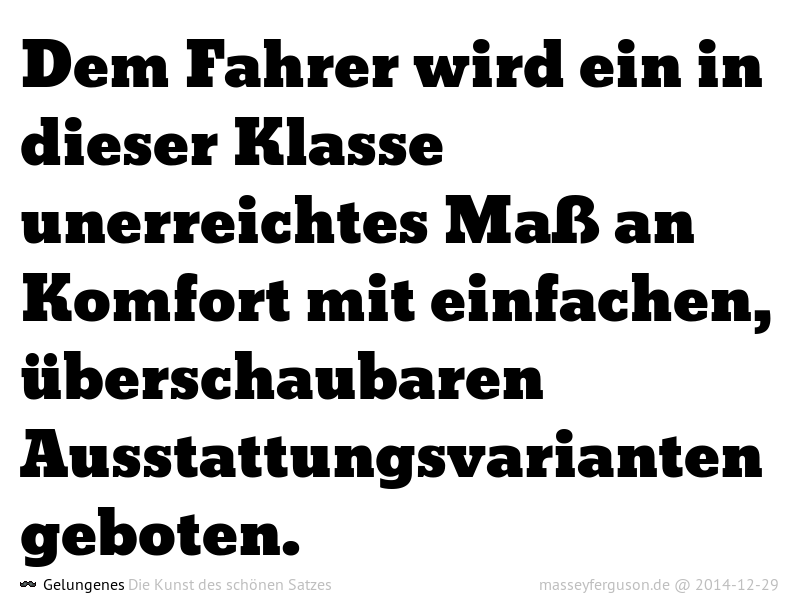 Dem Fahrer wird ein in
dieser Klasse
unerreichtes Maß an
Komfort mit einfachen,
überschaubaren
Ausstattungsvarianten
geboten.
Gelungenes Die Kunst des schönen Satzes masseyferguson.de @ 2014-12-29